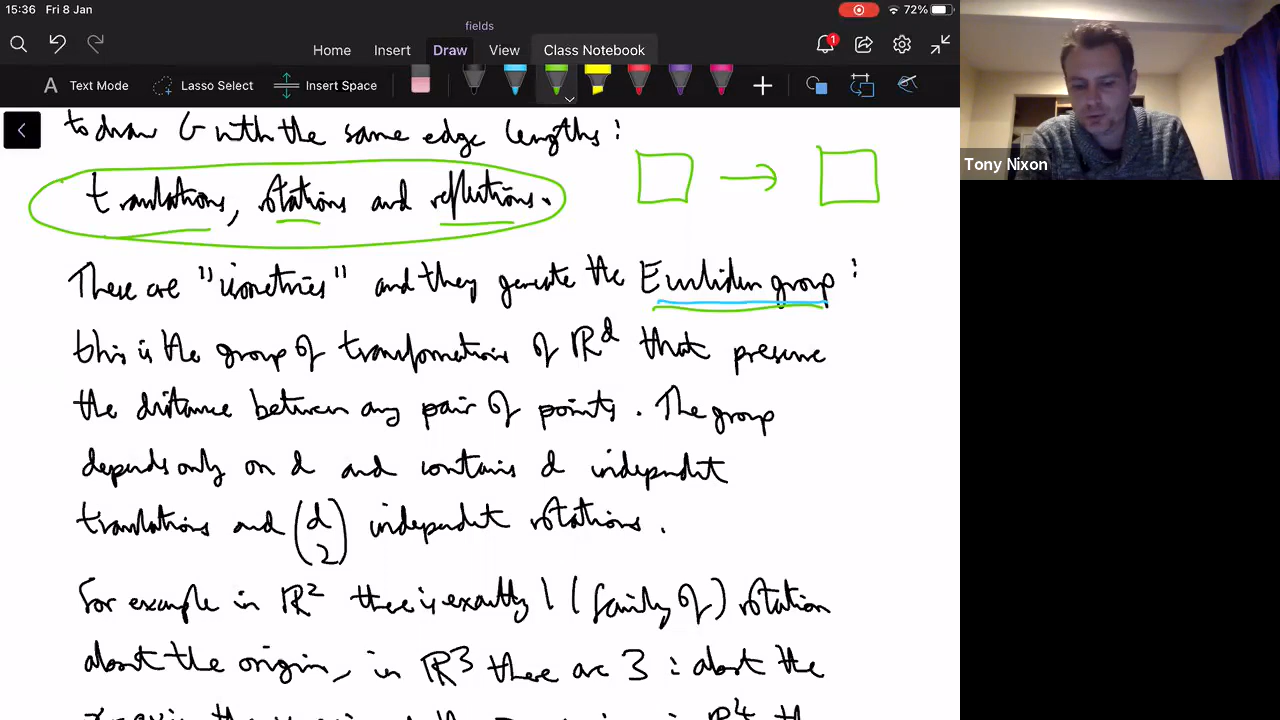 15:36 Fri 8 Jan
72%
fields
Home Insert Draw View Class Notebook
1
Text Mode Lasso Select Insert Space
to draw G with the same edge lengths :
translations, rotations and reflections.
These are "isometries" and they generate the Euclidean group :
this is the group of transformations of ℝᵈ that preserve
the distance between any pair of points. The group
depends only on d and contains d independent
translations and (d 2) independent rotations.
For example in ℝ² there is exactly 1 (family of) rotation
about the origin, in ℝ³ there are 3 : about the
Tony Nixon